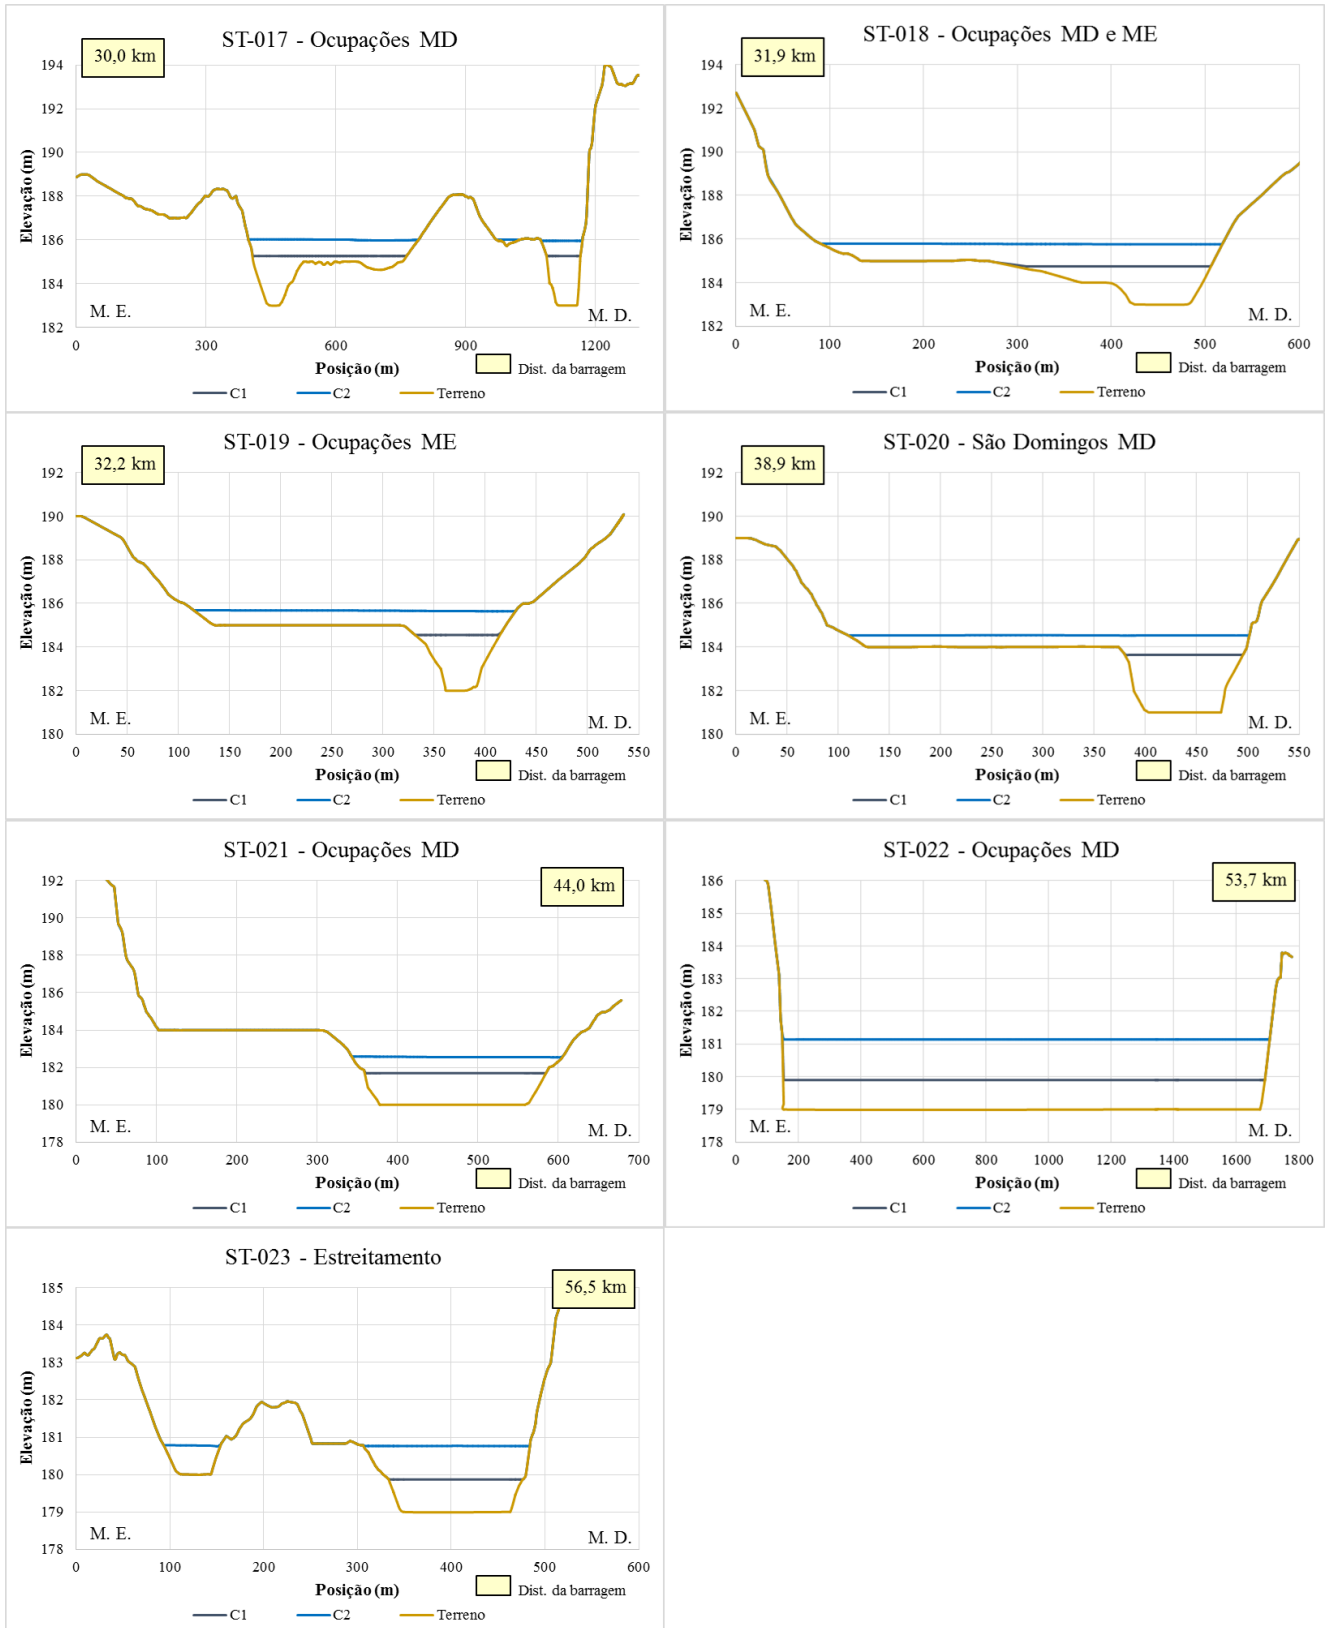 ST-017 - Ocupações MD
30,0 km
Elevação (m)
194
192
190
188
186
184
182
M. E.
M. D.
0 300 600 900 1200
Posição (m)
Dist. da barragem
C1 C2 Terreno
ST-018 - Ocupações MD e ME
31,9 km
Elevação (m)
194
192
190
188
186
184
182
M. E.
M. D.
0 100 200 300 400 500 600
Posição (m)
Dist. da barragem
C1 C2 Terreno
ST-019 - Ocupações ME
32,2 km
Elevação (m)
192
190
188
186
184
182
180
M. E.
M. D.
0 50 100 150 200 250 300 350 400 450 500 550
Posição (m)
Dist. da barragem
C1 C2 Terreno
ST-020 - São Domingos MD
38,9 km
Elevação (m)
192
190
188
186
184
182
180
M. E.
M. D.
0 50 100 150 200 250 300 350 400 450 500 550
Posição (m)
Dist. da barragem
C1 C2 Terreno
ST-021 - Ocupações MD
44,0 km
Elevação (m)
192
190
188
186
184
182
180
178
M. E.
M. D.
0 100 200 300 400 500 600 700
Posição (m)
Dist. da barragem
C1 C2 Terreno
ST-022 - Ocupações MD
53,7 km
Elevação (m)
186
185
184
183
182
181
180
179
178
M. E.
M. D.
0 200 400 600 800 1000 1200 1400 1600 1800
Posição (m)
Dist. da barragem
C1 C2 Terreno
ST-023 - Estreitamento
56,5 km
Elevação (m)
185
184
183
182
181
180
179
178
M. E.
M. D.
0 100 200 300 400 500 600
Posição (m)
Dist. da barragem
C1 C2 Terreno